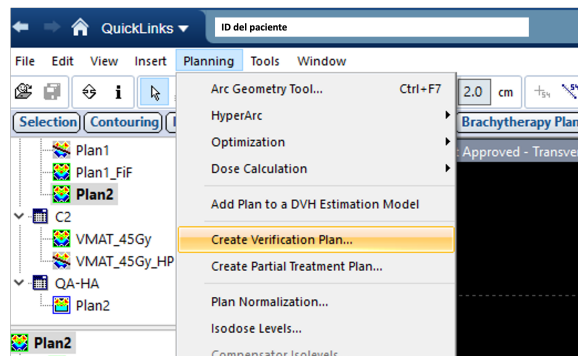 QuickLinks
ID del paciente
File Edit View Insert Planning Tools Window
Arc Geometry Tool... Ctrl+F7
2.0 cm
HyperArc
Selection Contouring
Brachytherapy Plan
Optimization
Plan1
Approved - Transve
Plan1_FiF
Dose Calculation
Plan2
Add Plan to a DVH Estimation Model
C2
VMAT_45Gy
Create Verification Plan...
VMAT_45Gy_HP
Create Partial Treatment Plan...
QA-HA
Plan2
Plan Normalization...
Isodose Levels...
Plan2
Compensator Isolevels